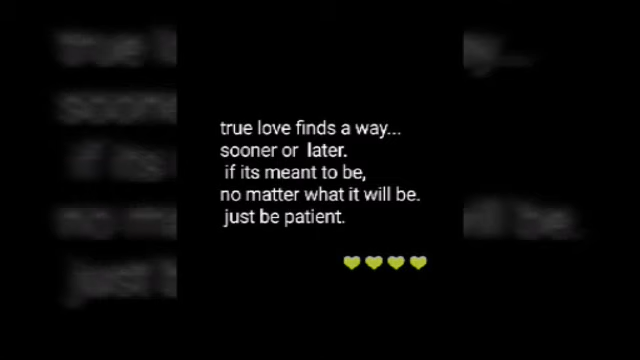 true love finds a way...
sooner or later.
if its meant to be,
no matter what it will be.
just be patient.
💛💛💛💛